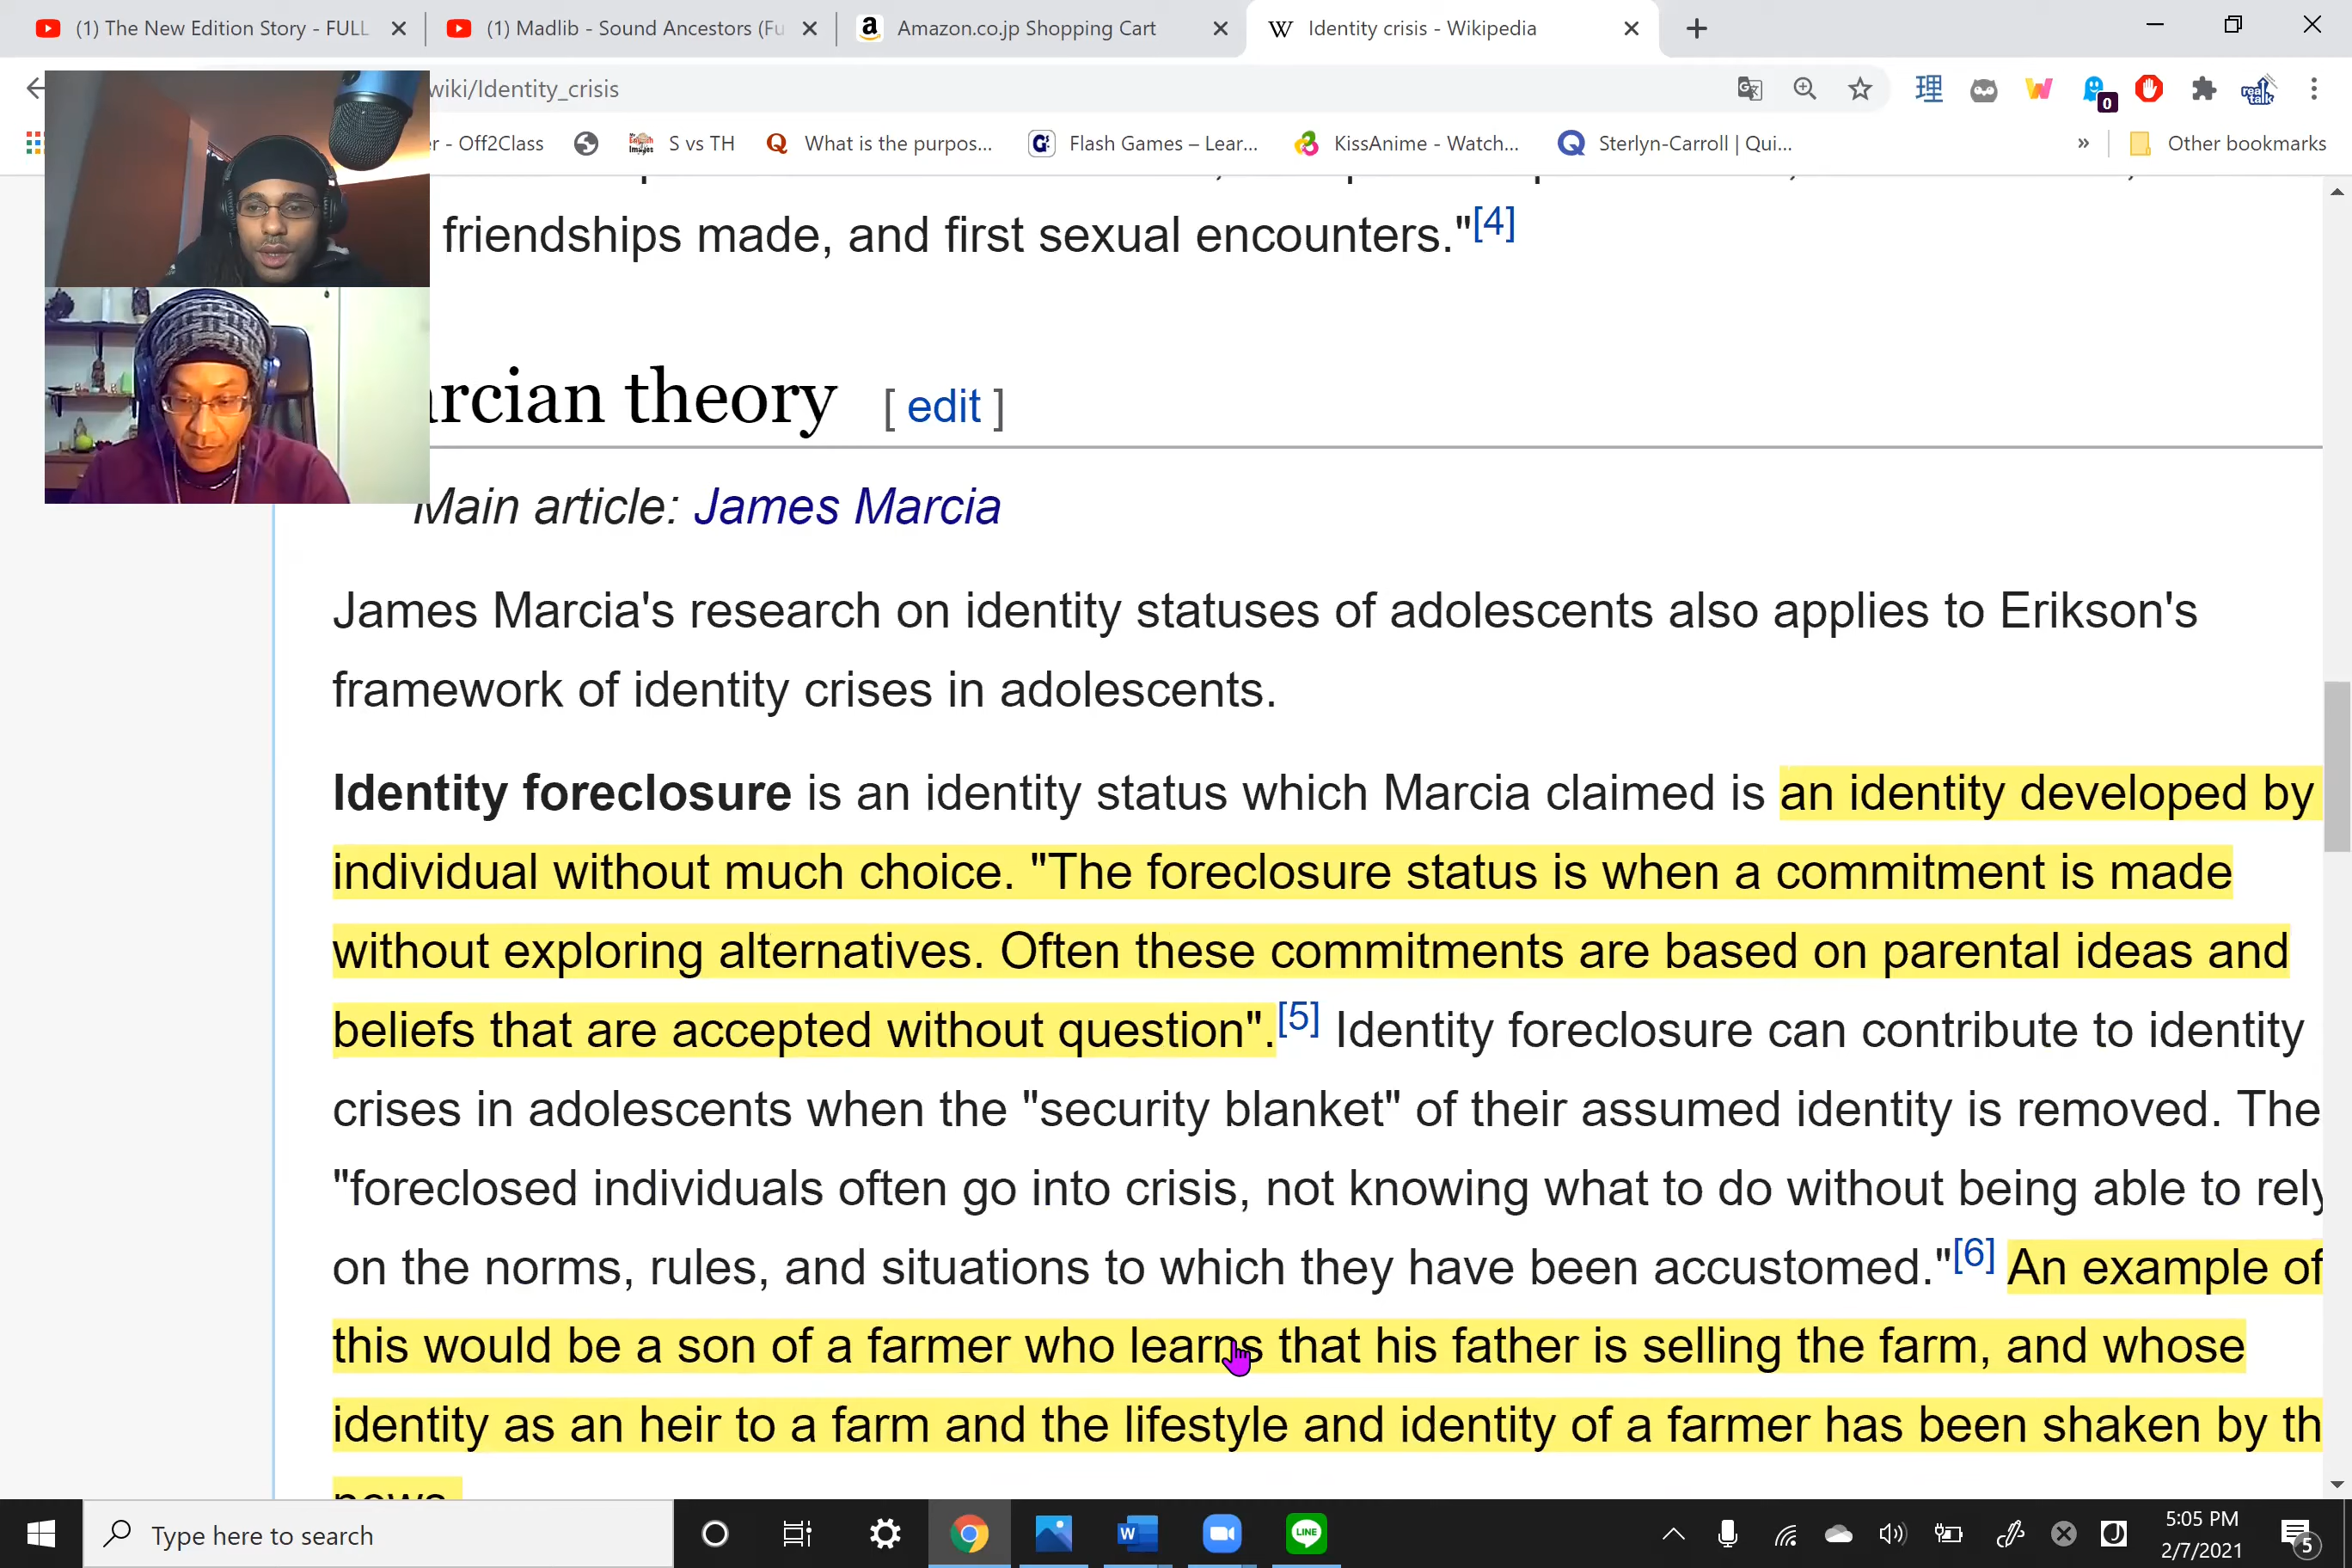 (1) The New Edition Story - FULL
(1) Madlib - Sound Ancestors (Fu
Amazon.co.jp Shopping Cart
Identity crisis - Wikipedia
wiki/Identity_crisis
理
0
real talk
r - Off2Class
S vs TH
What is the purpos...
Flash Games – Lear...
KissAnime - Watch...
Sterlyn-Carroll | Qui...
»
Other bookmarks
friendships made, and first sexual encounters."[4]
rcian theory [ edit ]
Main article: James Marcia
James Marcia's research on identity statuses of adolescents also applies to Erikson's
framework of identity crises in adolescents.
Identity foreclosure is an identity status which Marcia claimed is an identity developed by
individual without much choice. "The foreclosure status is when a commitment is made
without exploring alternatives. Often these commitments are based on parental ideas and
beliefs that are accepted without question".[5] Identity foreclosure can contribute to identity
crises in adolescents when the "security blanket" of their assumed identity is removed. The
"foreclosed individuals often go into crisis, not knowing what to do without being able to rely
on the norms, rules, and situations to which they have been accustomed."[6] An example of
this would be a son of a farmer who learns that his father is selling the farm, and whose
identity as an heir to a farm and the lifestyle and identity of a farmer has been shaken by th
news.
Type here to search
LINE
5:05 PM
2/7/2021
5